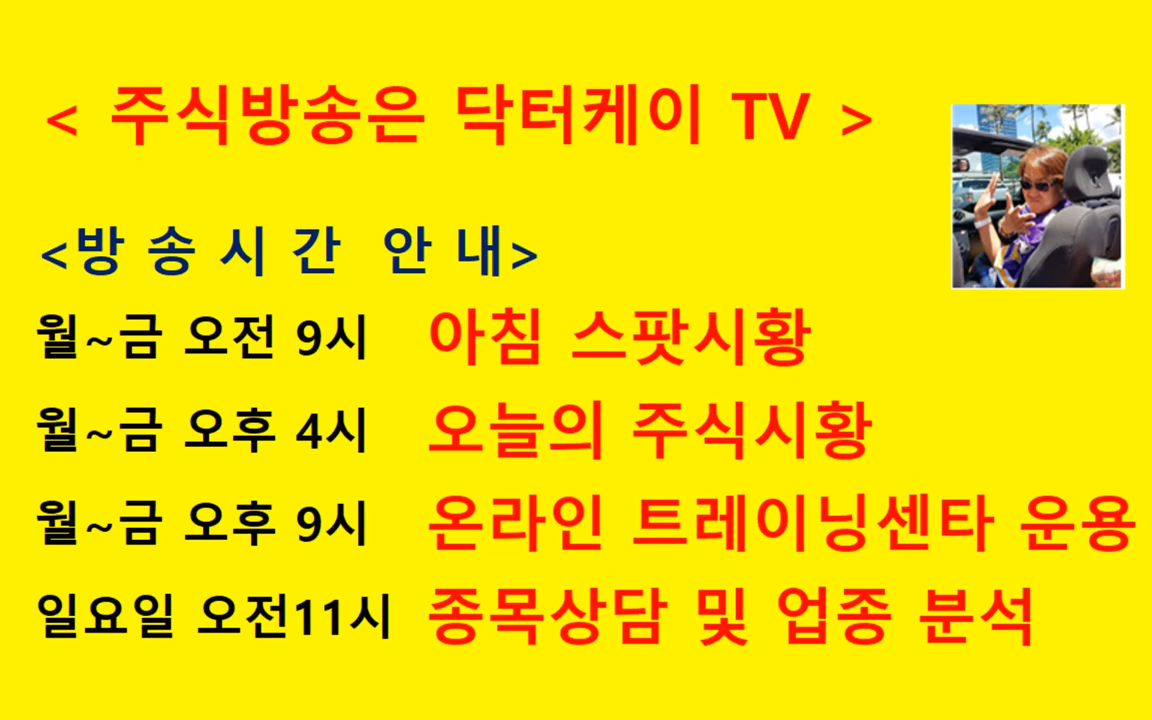 < 주식방송은 닥터케이 TV >
<방 송 시 간 안 내>
월~금 오전 9시 아침 스팟시황
월~금 오후 4시 오늘의 주식시황
월~금 오후 9시 온라인 트레이닝센타 운용
일요일 오전11시 종목상담 및 업종 분석